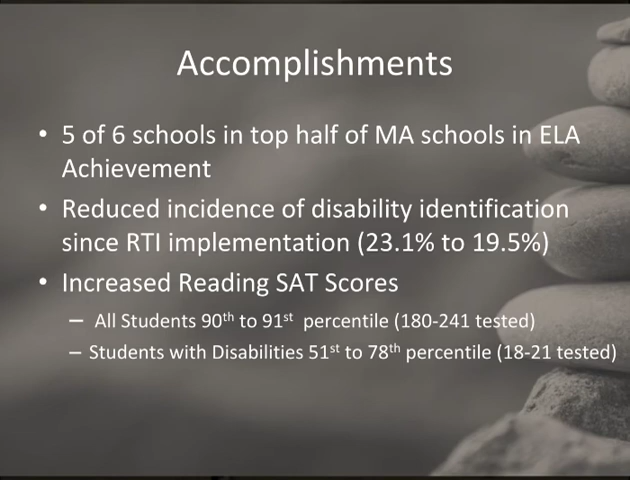 Accomplishments
• 5 of 6 schools in top half of MA schools in ELA
Achievement
• Reduced incidence of disability identification
since RTI implementation (23.1% to 19.5%)
• Increased Reading SAT Scores
– All Students 90th to 91st percentile (180-241 tested)
– Students with Disabilities 51st to 78th percentile (18-21 tested)